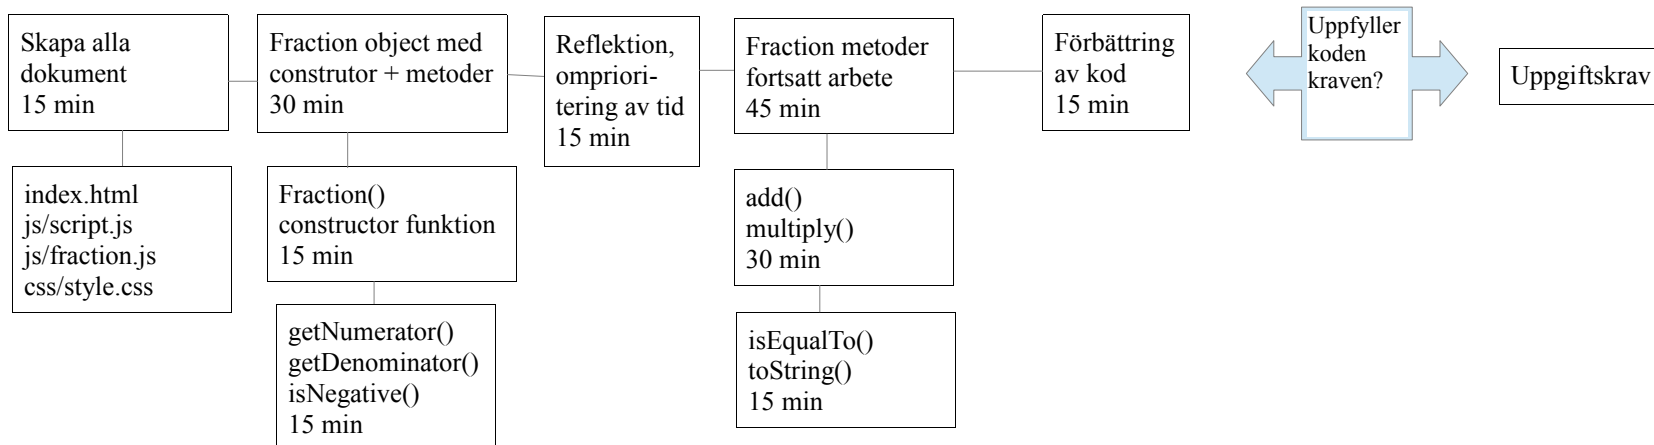 Skapa alla
dokument
15 min
Fraction object med
construtor + metoder
30 min
Reflektion,
ompriori-
tering av tid
15 min
Fraction metoder
fortsatt arbete
45 min
Förbättring
av kod
15 min
Uppfyller
koden
kraven?
Uppgiftskrav
index.html
js/script.js
js/fraction.js
css/style.css
Fraction()
constructor funktion
15 min
getNumerator()
getDenominator()
isNegative()
15 min
add()
multiply()
30 min
isEqualTo()
toString()
15 min